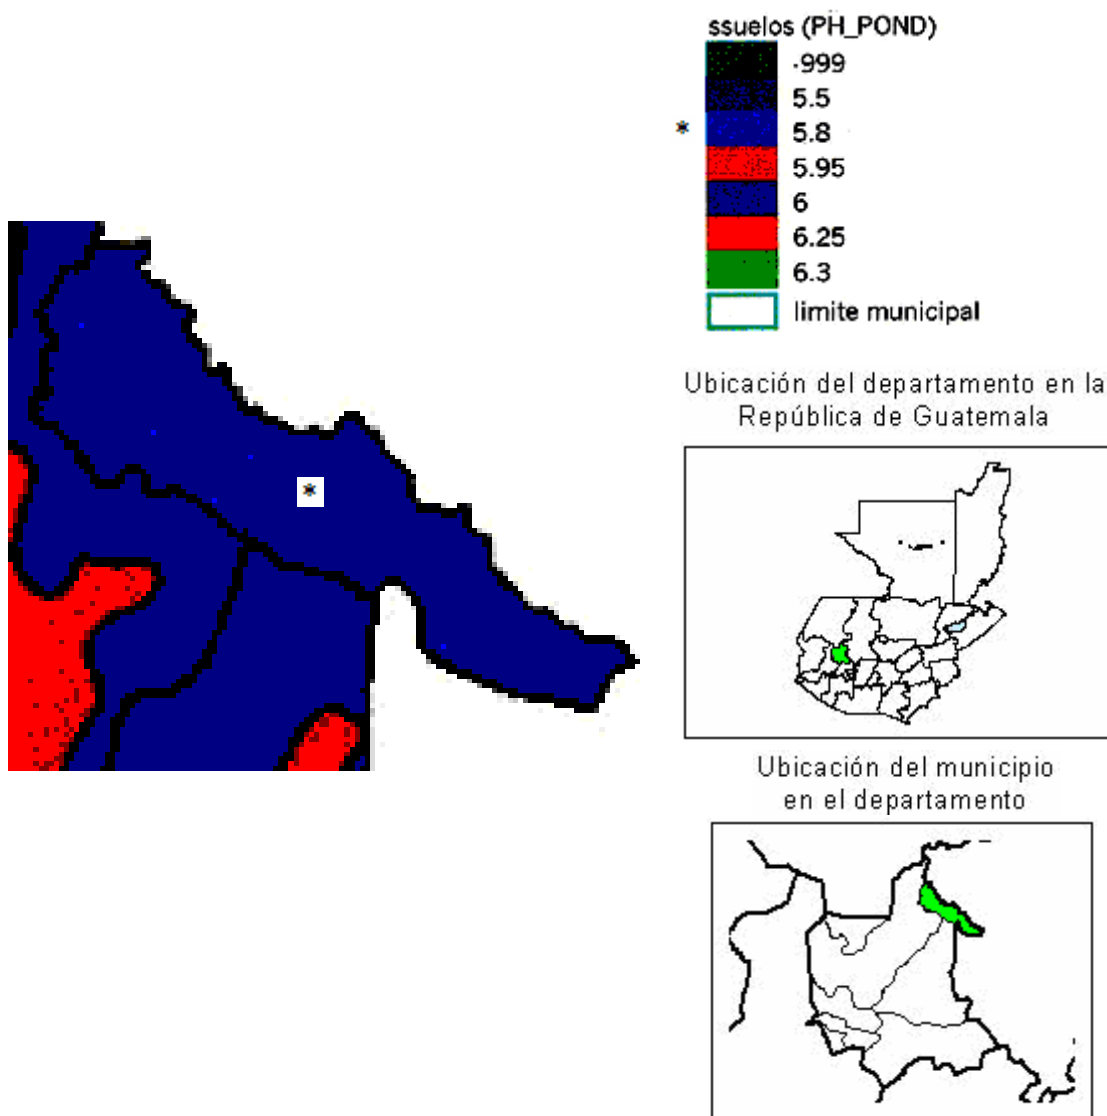 ssuelos (PH_POND)
-999
5.5
* 5.8
5.95
6
6.25
6.3
limite municipal
*
Ubicación del departamento en la
República de Guatemala
Ubicación del municipio
en el departamento